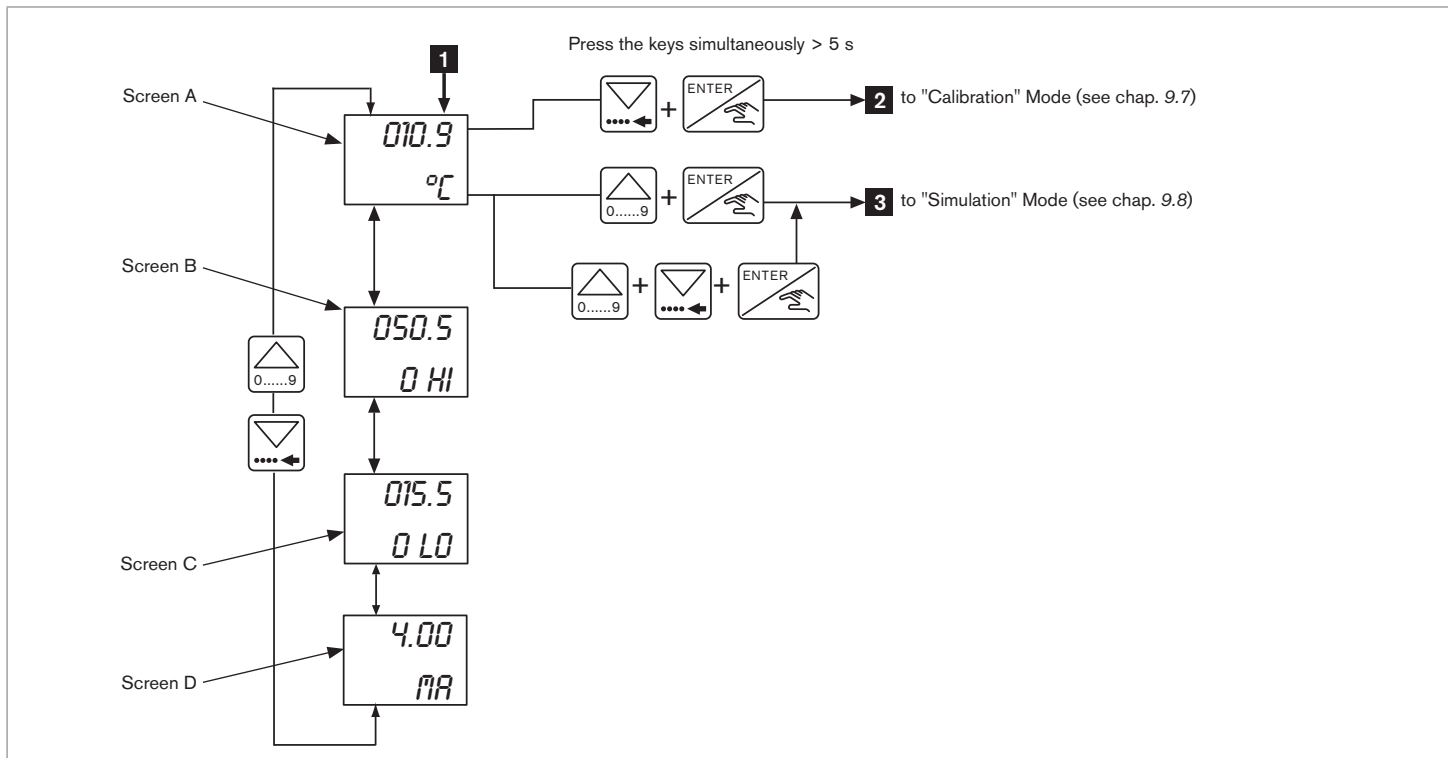 Press the keys simultaneously > 5 s
1
Screen A
010.9
°C
ENTER
+
2 to "Calibration" Mode (see chap. 9.7)
0......9
+
ENTER
3 to "Simulation" Mode (see chap. 9.8)
0......9
+
+
ENTER
Screen B
050.5
O HI
0......9
Screen C
015.5
O LO
Screen D
4.00
MA